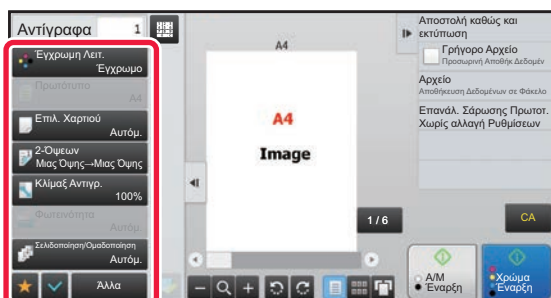 Αντίγραφα 1
Έγχρωμη Λειτ.
Έγχρωμο
Πρωτότυπο
A4
Επιλ. Χαρτιού
Αυτόμ.
2-Όψεων
Μιας Όψης→Μιας Όψης
Κλίμαξ Αντιγρ.
100%
Φωτεινότητα
Αυτόμ.
Σελιδοποίηση/Ομαδοποίηση
Αυτόμ.
Άλλα
A4
A4
Image
1 / 6
Αποστολή καθώς και
εκτύπωση
Γρήγορο Αρχείο
Προσωρινή Αποθήκ Δεδομέν
Αρχείο
Αποθήκευση Δεδομένων σε Φάκελο
Επανάλ. Σάρωσης Πρωτοτ.
Χωρίς αλλαγή Ρυθμίσεων
CA
Α/Μ
Έναρξη
Χρώμα
Έναρξη